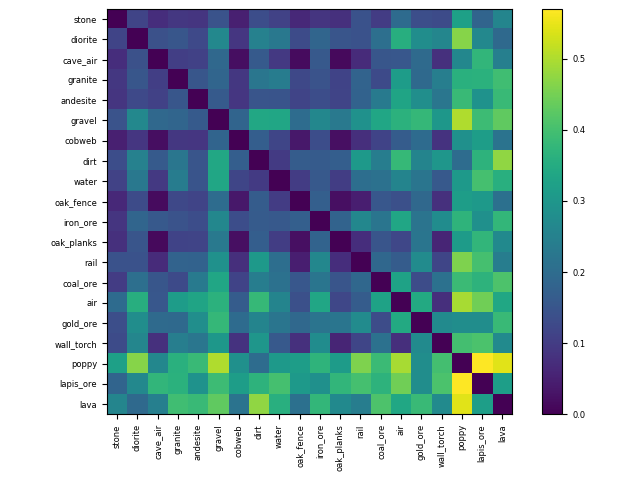 stone
diorite
cave_air
granite
andesite
gravel
cobweb
dirt
water
oak_fence
iron_ore
oak_planks
rail
coal_ore
air
gold_ore
wall_torch
poppy
lapis_ore
lava
stone
diorite
cave_air
granite
andesite
gravel
cobweb
dirt
water
oak_fence
iron_ore
oak_planks
rail
coal_ore
air
gold_ore
wall_torch
poppy
lapis_ore
lava
0.5
0.4
0.3
0.2
0.1
0.0